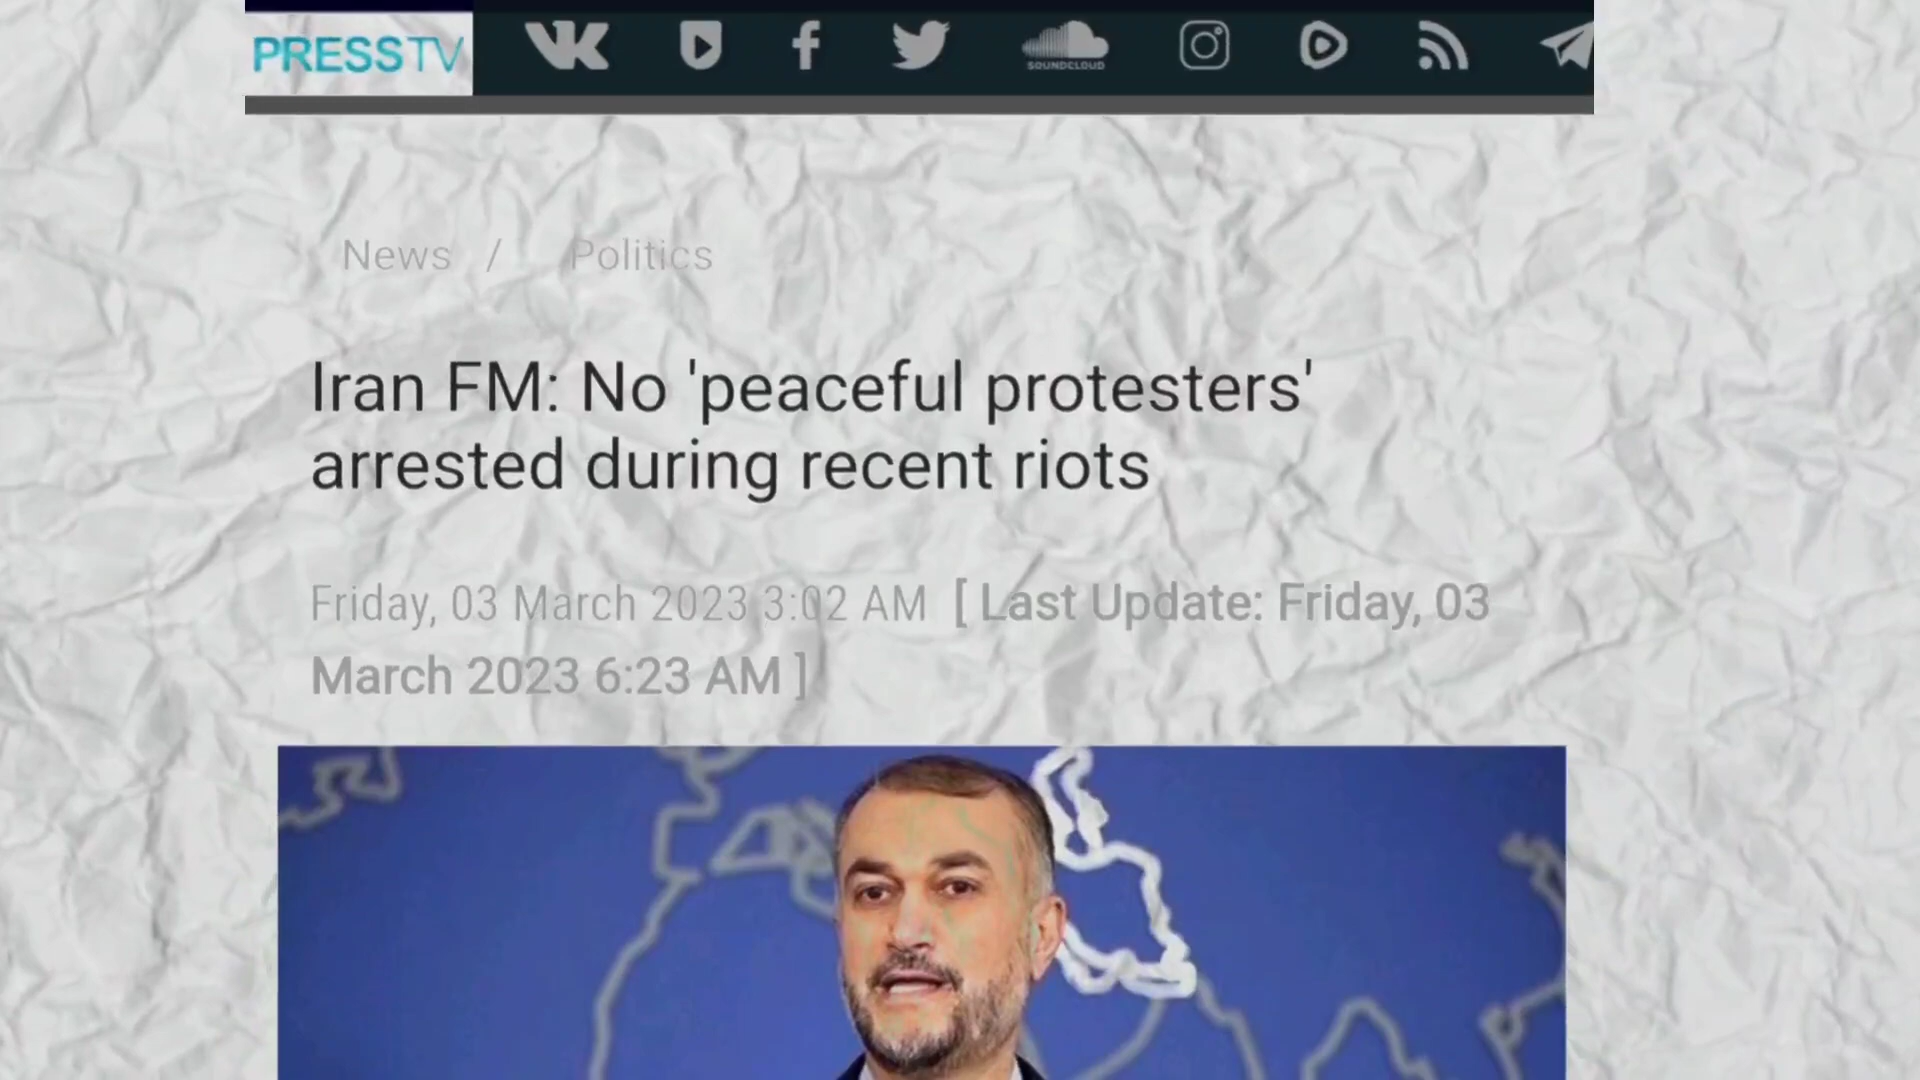 PRESSTV
SOUNDCLOUD
News / Politics
Iran FM: No 'peaceful protesters'
arrested during recent riots
Friday, 03 March 2023 3:02 AM [ Last Update: Friday, 03
March 2023 6:23 AM ]